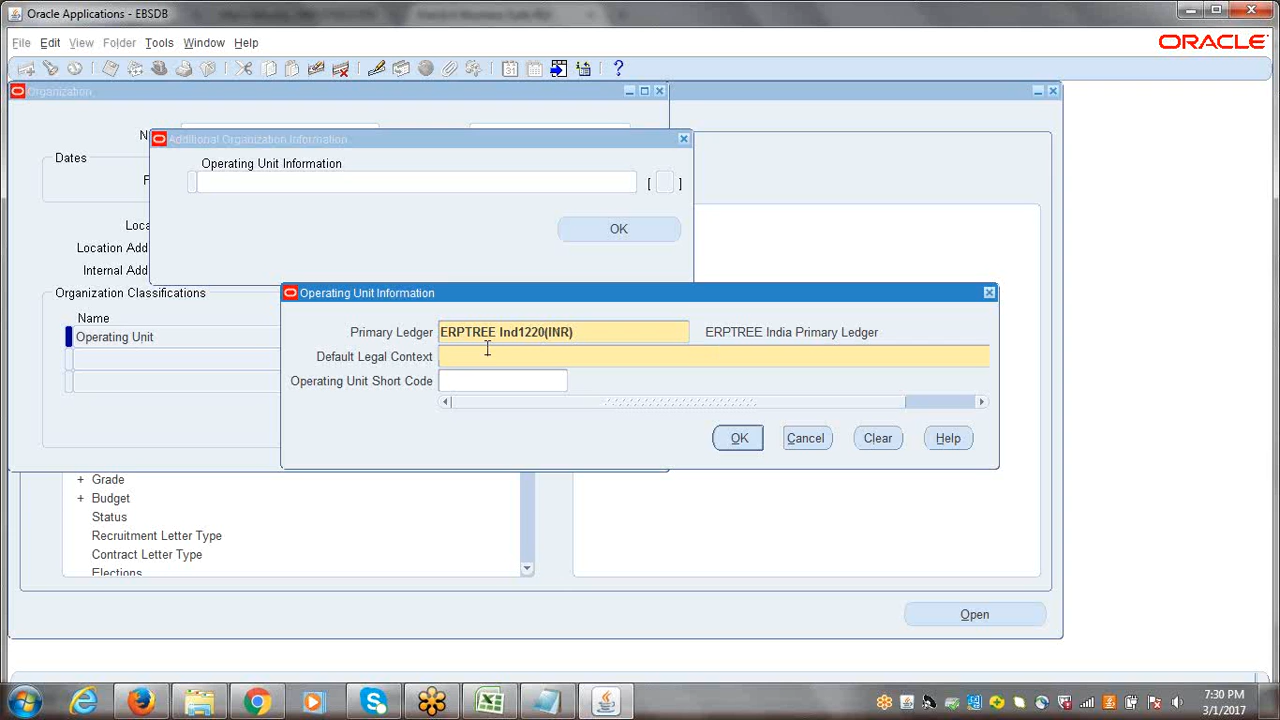 Oracle Applications - EBSDB
File Edit View Folder Tools Window Help
ORACLE
Organization
N
Additional Organization Information
Operating Unit Information
[ ]
Dates
F
OK
Loca
Location Add
Internal Add
Organization Classifications
Name
Operating Unit
Operating Unit Information
Primary Ledger ERPTREE Ind1220(INR) ERPTREE India Primary Ledger
Default Legal Context
Operating Unit Short Code
OK Cancel Clear Help
+ Grade
+ Budget
Status
Recruitment Letter Type
Contract Letter Type
Elections
Open
7:30 PM
3/1/2017